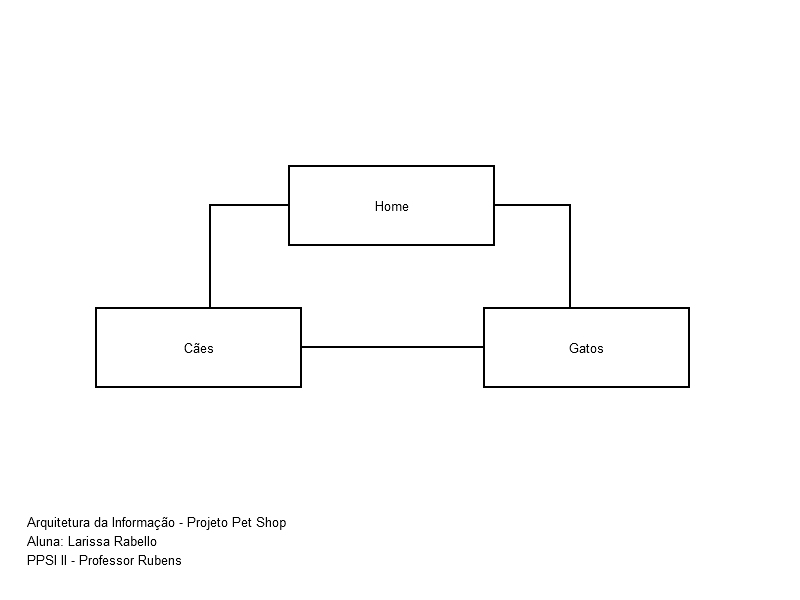 Home
Cães
Gatos
Arquitetura da Informação - Projeto Pet Shop
Aluna: Larissa Rabello
PPSI II - Professor Rubens